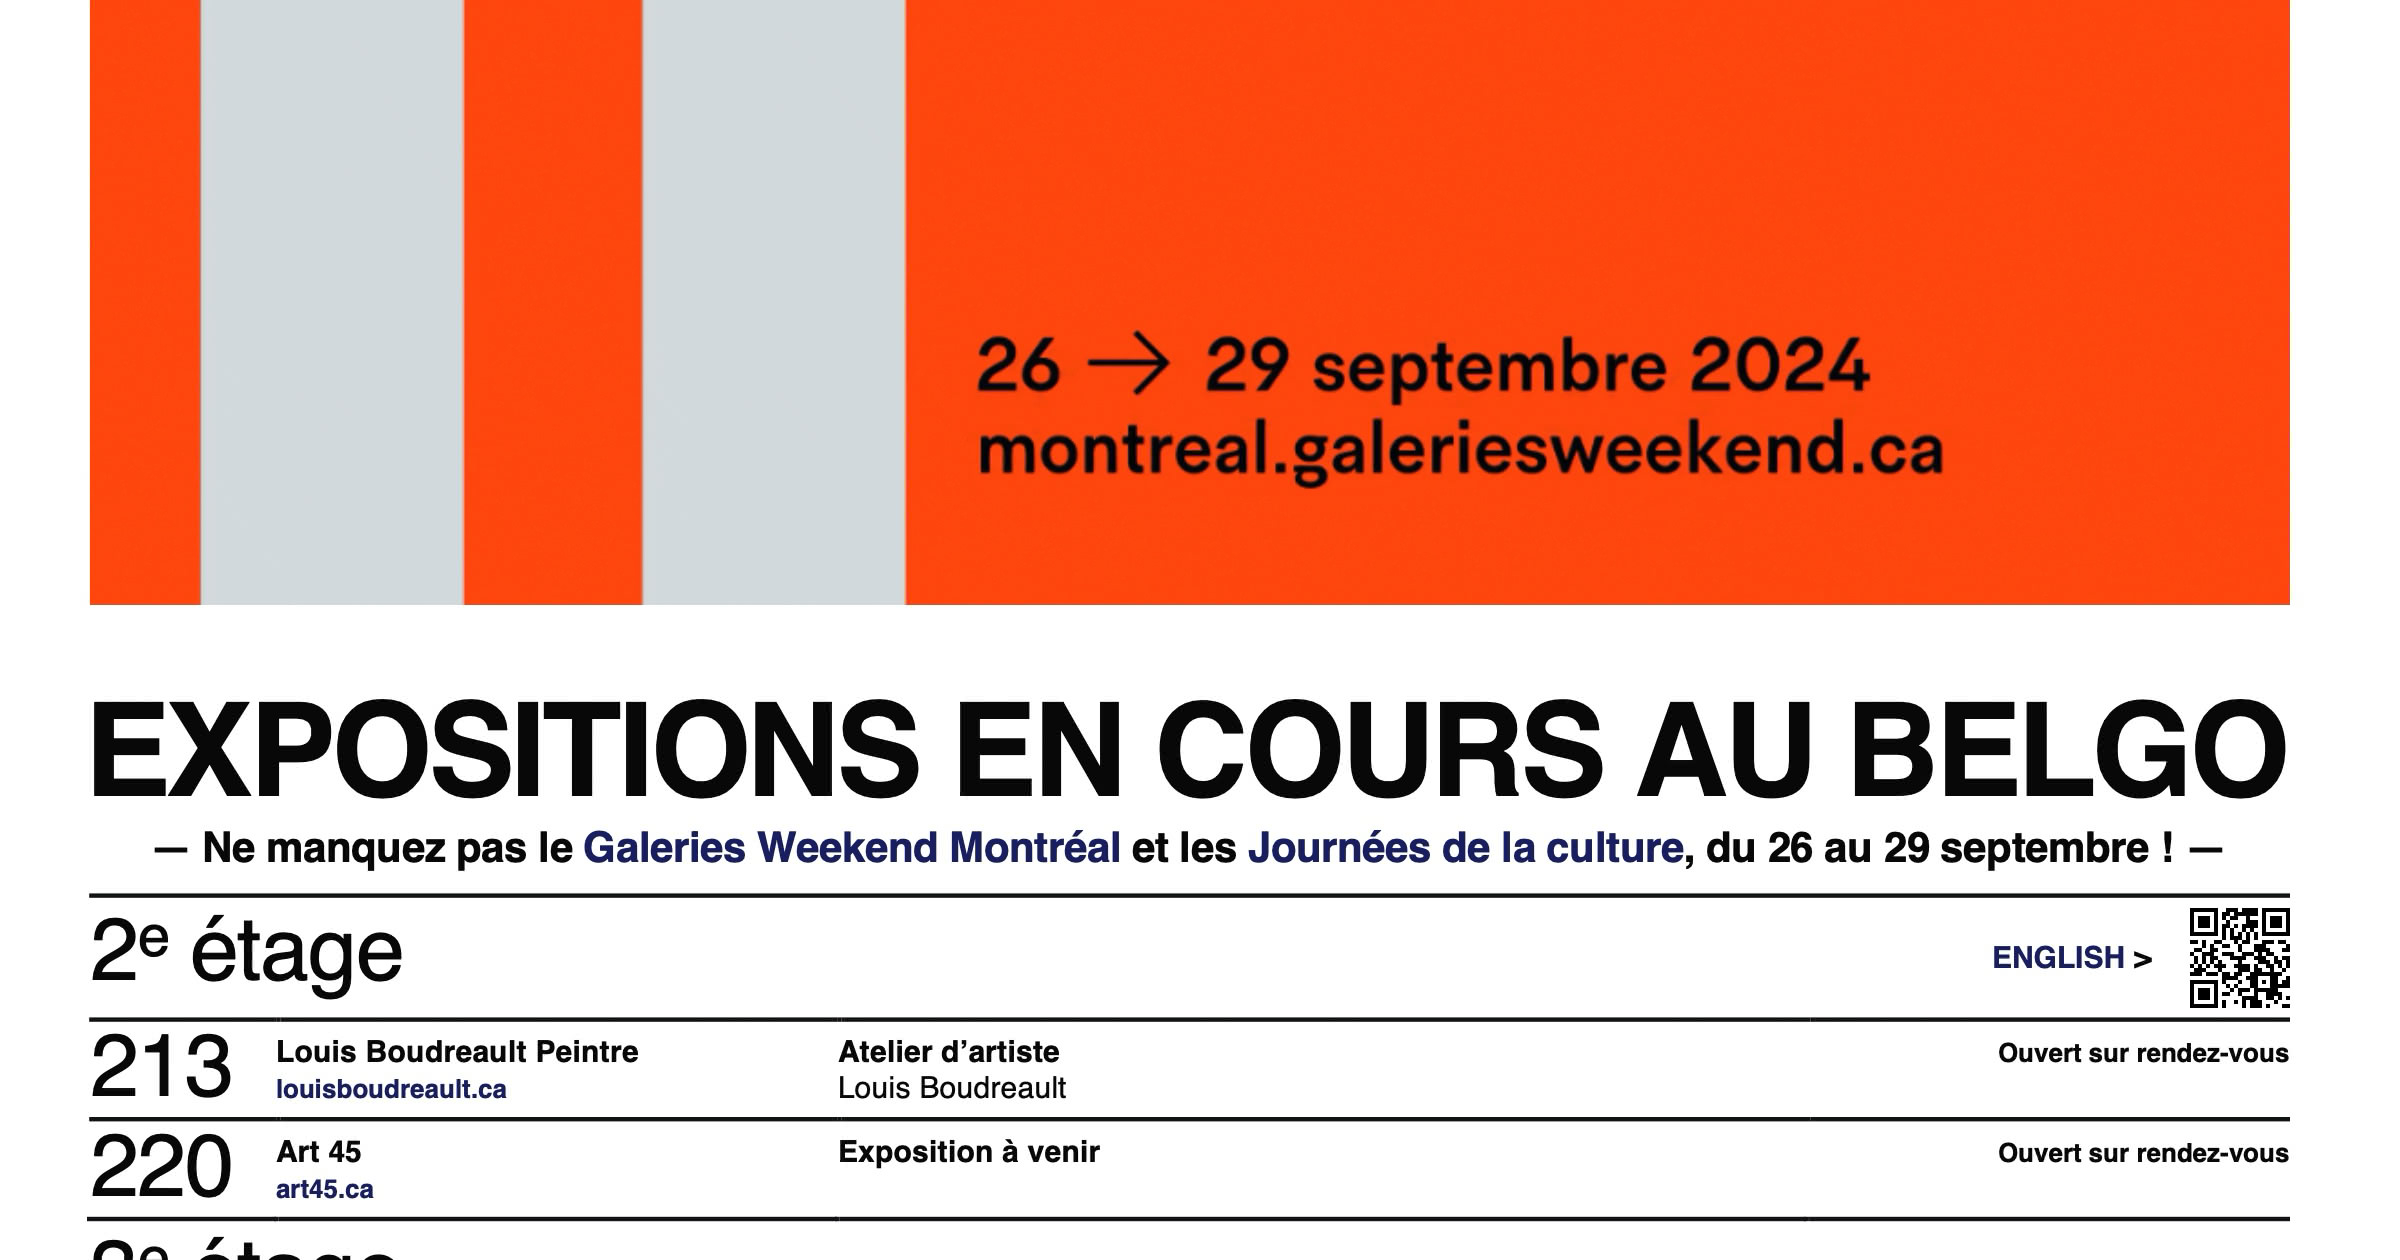 26 → 29 septembre 2024
montreal.galeriesweekend.ca
EXPOSITIONS EN COURS AU BELGO
— Ne manquez pas le Galeries Weekend Montréal et les Journées de la culture, du 26 au 29 septembre ! —
2e étage
ENGLISH >
213 Louis Boudreault Peintre Atelier d’artiste Ouvert sur rendez-vous
louisboudreault.ca Louis Boudreault
220 Art 45 Exposition à venir Ouvert sur rendez-vous
art45.ca
étage